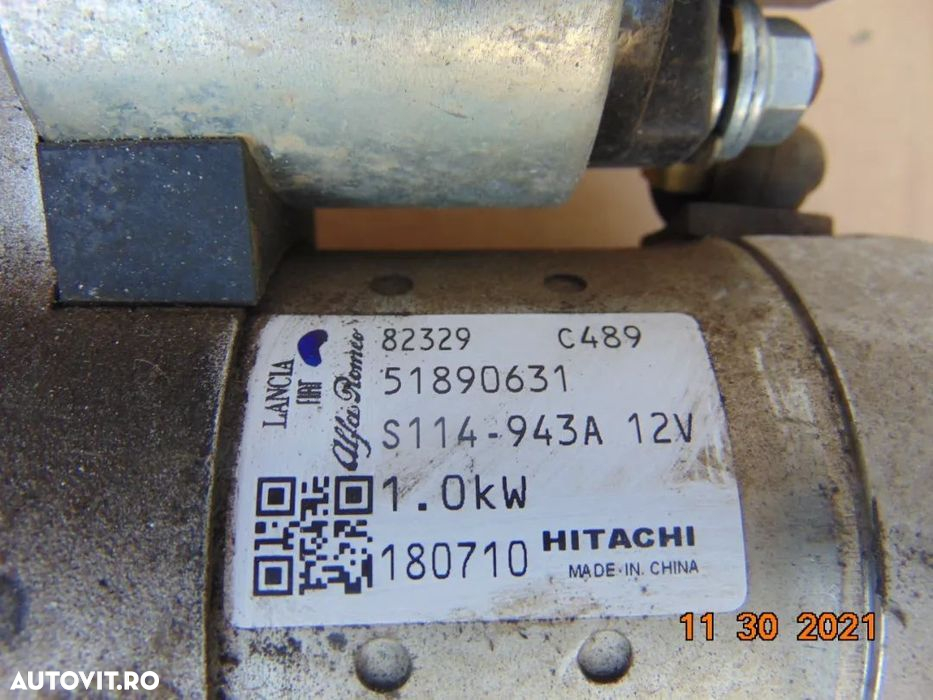 82329 C489
51890631
S114-943A 12V
1.0kW
180710 HITACHI
MADE IN CHINA
LANCIA
FIAT
Alfa Romeo
11 30 2021
AUTOVIT.RO